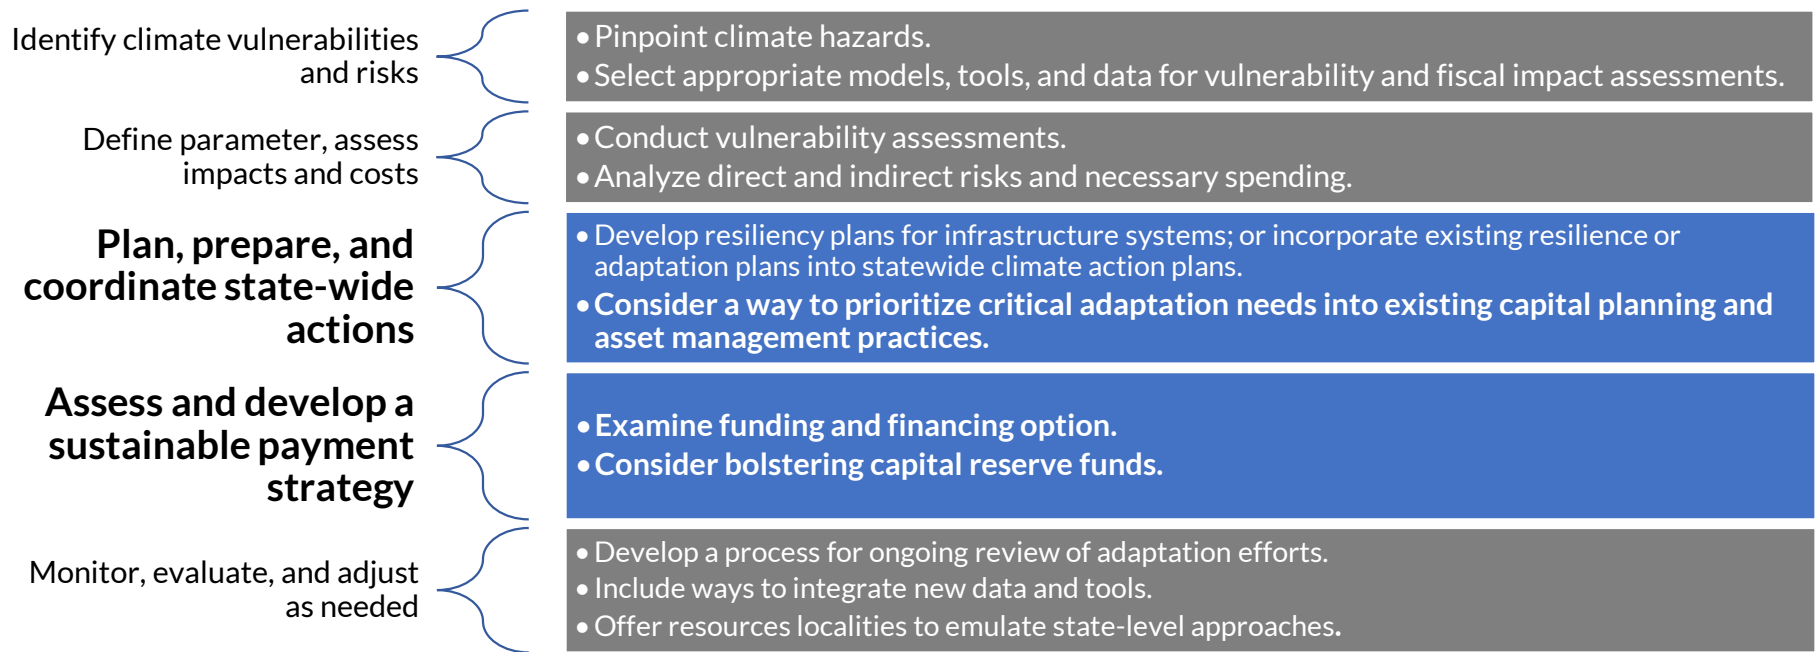 Identify climate vulnerabilities
and risks
• Pinpoint climate hazards.
• Select appropriate models, tools, and data for vulnerability and fiscal impact assessments.
Define parameter, assess
impacts and costs
• Conduct vulnerability assessments.
• Analyze direct and indirect risks and necessary spending.
Plan, prepare, and
coordinate state-wide
actions
• Develop resiliency plans for infrastructure systems; or incorporate existing resilience or
adaptation plans into statewide climate action plans.
• Consider a way to prioritize critical adaptation needs into existing capital planning and
asset management practices.
Assess and develop a
sustainable payment
strategy
• Examine funding and financing option.
• Consider bolstering capital reserve funds.
Monitor, evaluate, and adjust
as needed
• Develop a process for ongoing review of adaptation efforts.
• Include ways to integrate new data and tools.
• Offer resources localities to emulate state-level approaches.